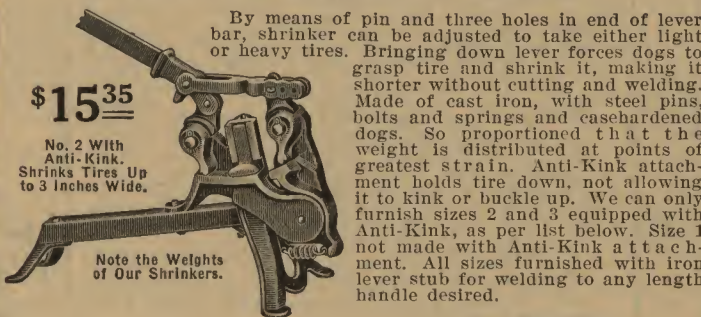 By means of pin and three holes in end of lever
bar, shrinker can be adjusted to take either light
or heavy tires. Bringing down lever forces dogs to
grasp tire and shrink it, making it
shorter without cutting and welding.
Made of cast iron, with steel pins,
bolts and springs and casehardened
dogs. So proportioned that the
weight is distributed at points of
greatest strain. Anti-Kink attach-
ment holds tire down, not allowing
it to kink or buckle up. We can only
furnish sizes 2 and 3 equipped with
Anti-Kink, as per list below. Size 1
not made with Anti-Kink attach-
ment. All sizes furnished with iron
lever stub for welding to any length
handle desired.
$15 35
No. 2 With
Anti-Kink.
Shrinks Tires Up
to 3 Inches Wide.
Note the Weights
of Our Shrinkers.